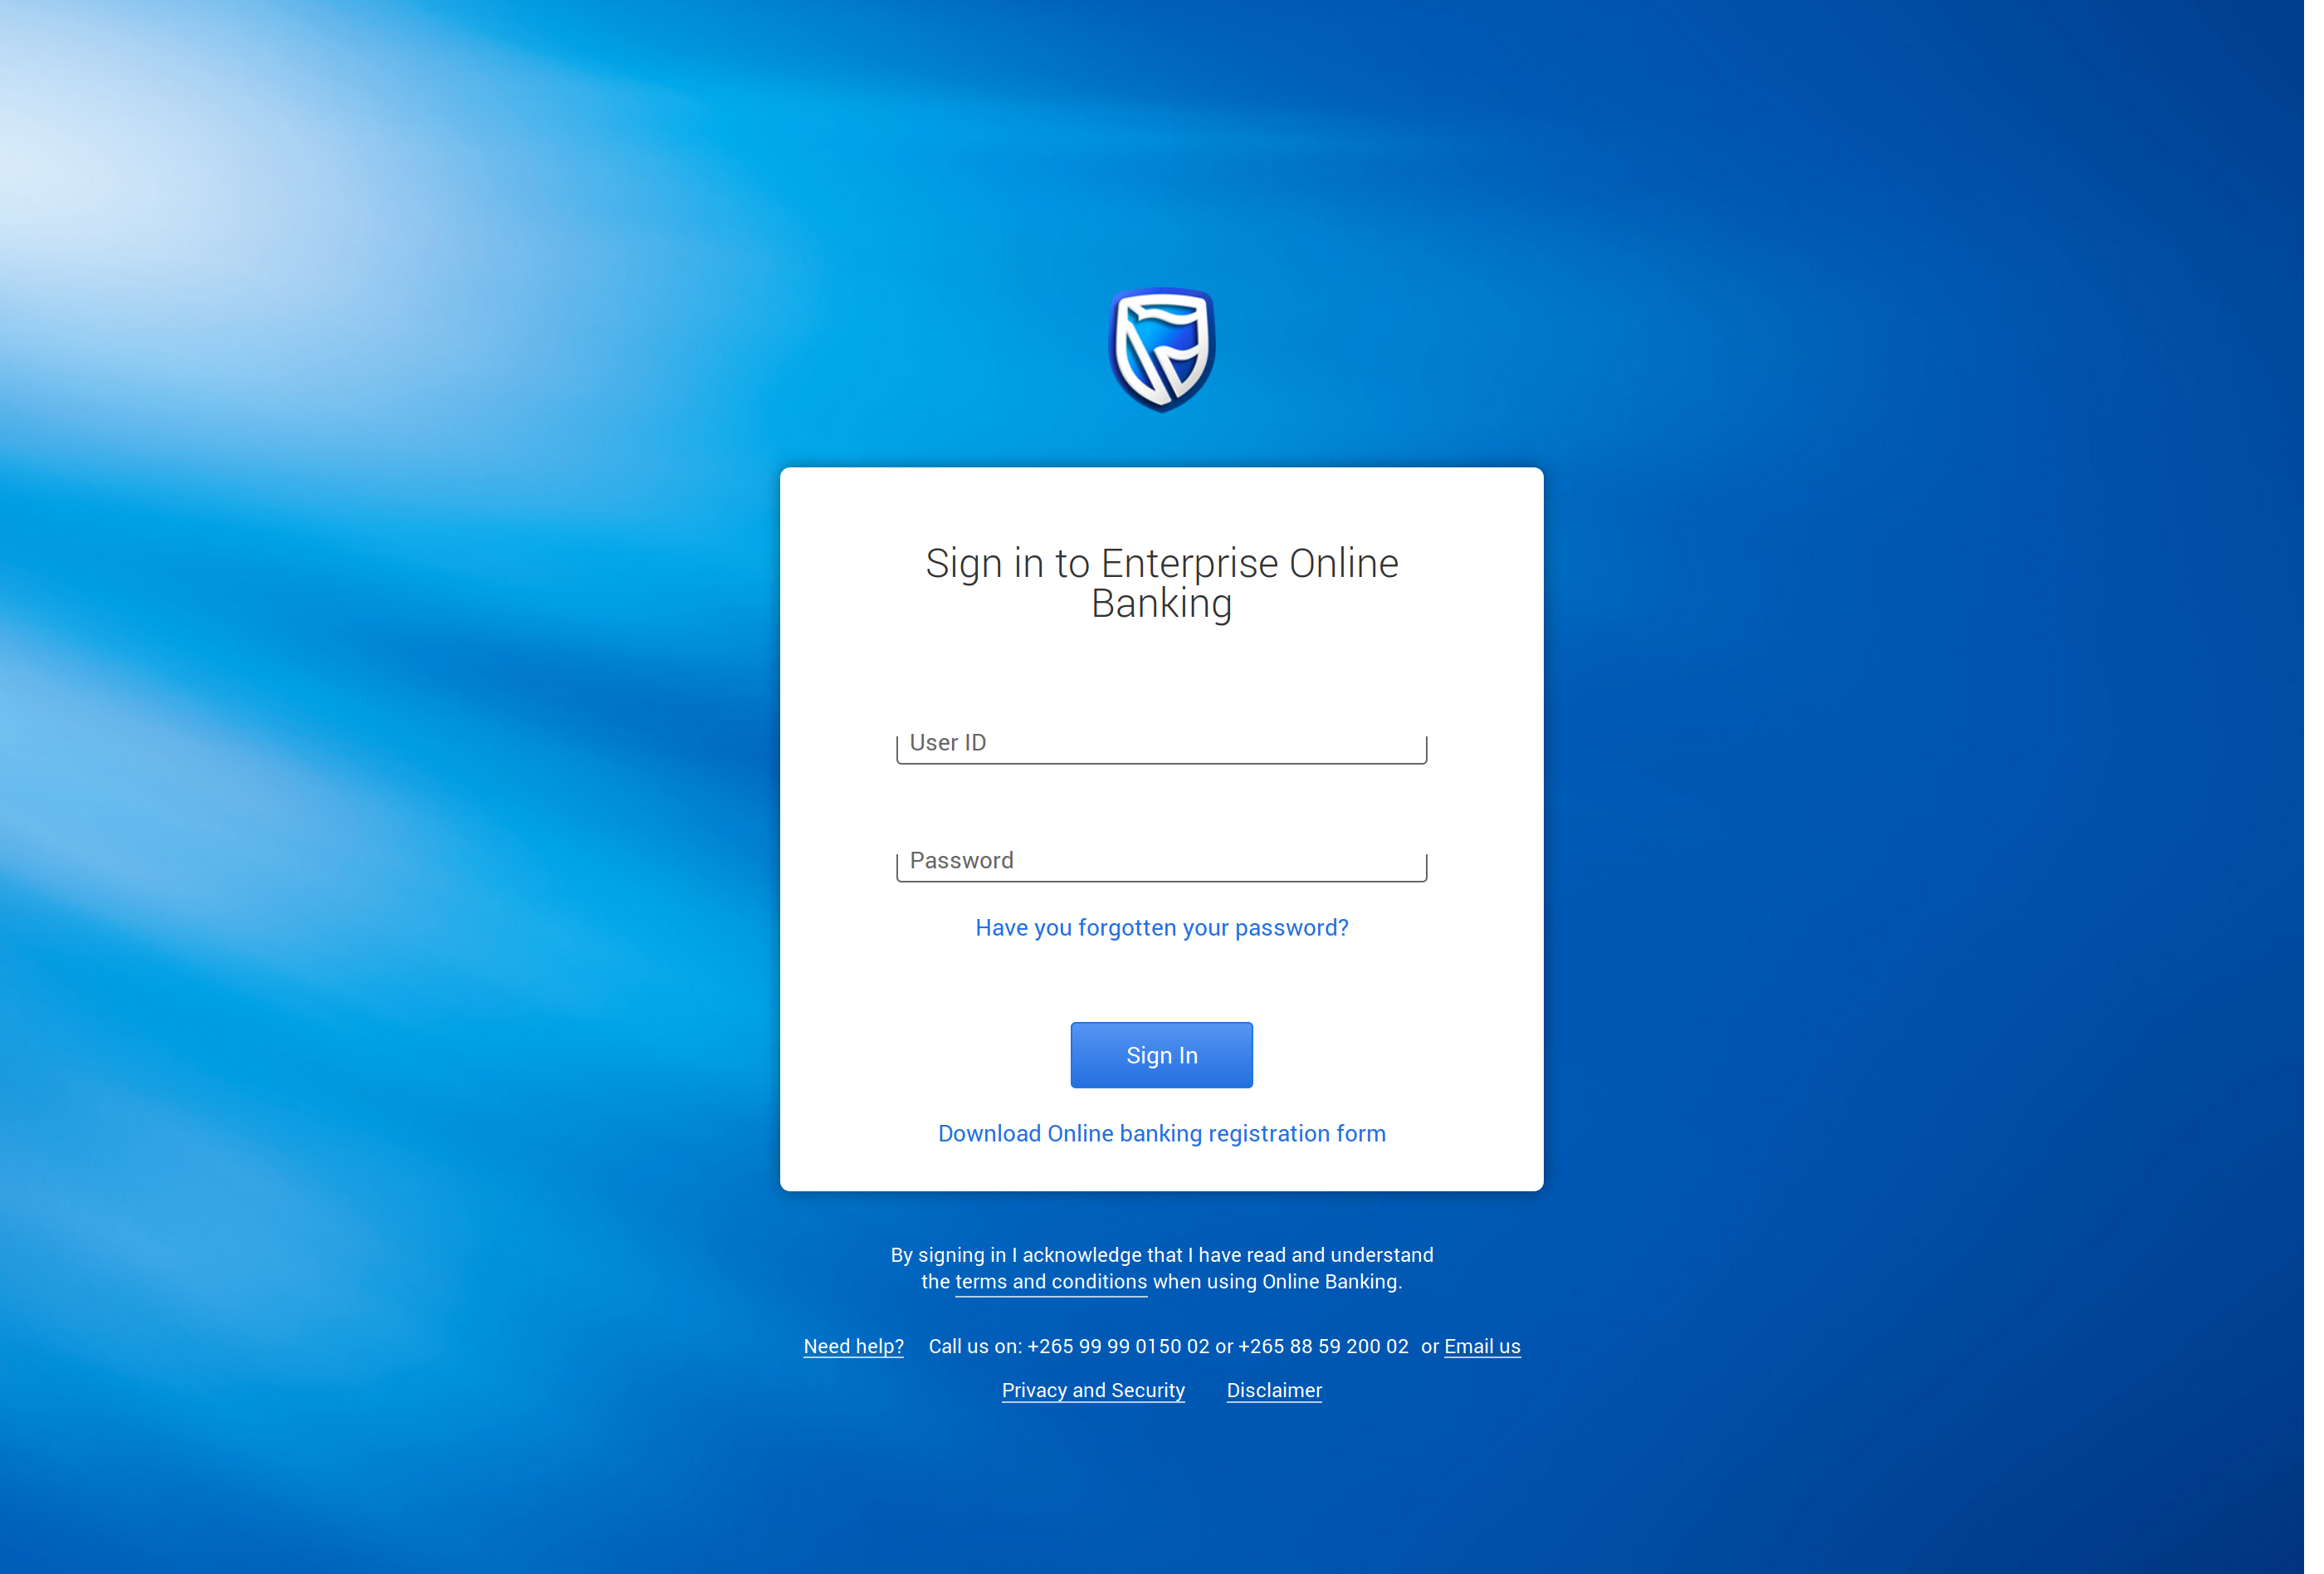 Sign in to Enterprise Online
Banking
User ID
Password
Have you forgotten your password?
Sign In
Download Online banking registration form
By signing in I acknowledge that I have read and understand
the terms and conditions when using Online Banking.
Need help? Call us on: +265 99 99 0150 02 or +265 88 59 200 02 or Email us
Privacy and Security Disclaimer